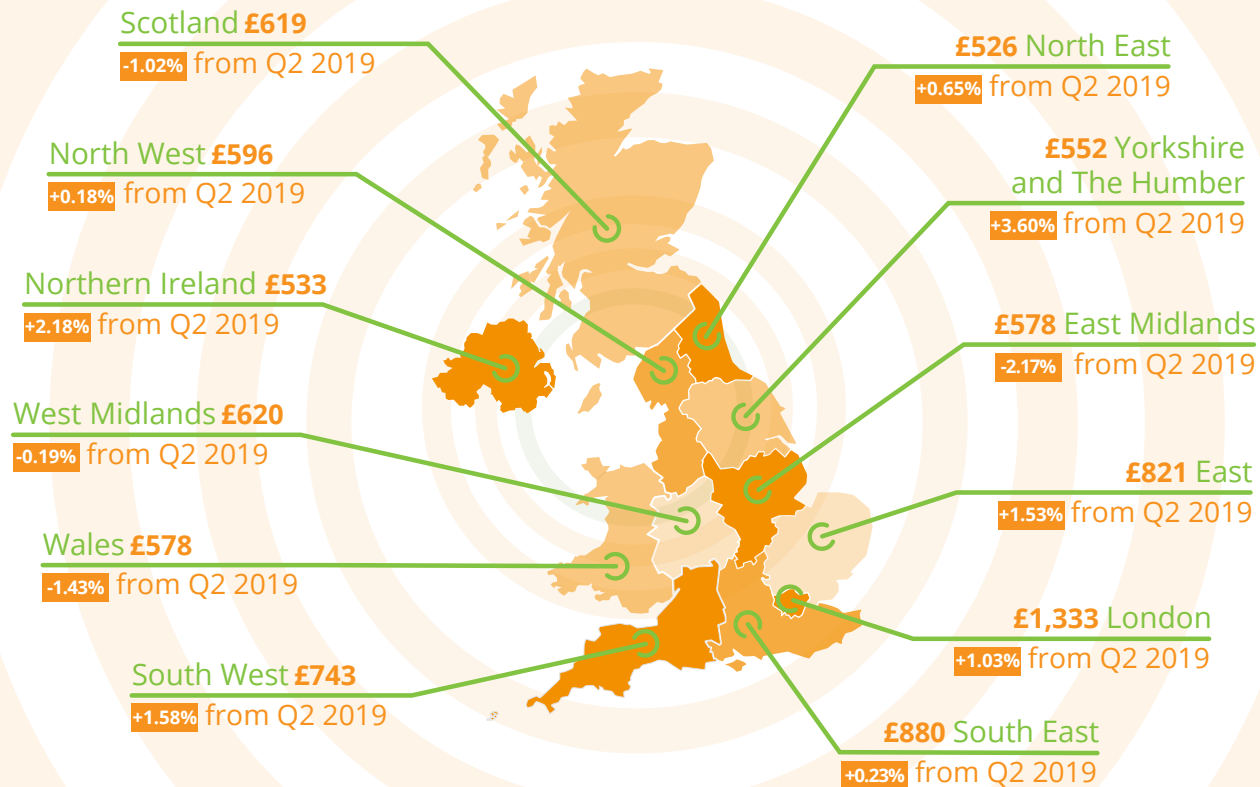 Scotland £619
-1.02% from Q2 2019
North West £596
+0.18% from Q2 2019
Northern Ireland £533
+2.18% from Q2 2019
West Midlands £620
-0.19% from Q2 2019
Wales £578
-1.43% from Q2 2019
South West £743
+1.58% from Q2 2019
£526 North East
+0.65% from Q2 2019
£552 Yorkshire
and The Humber
+3.60% from Q2 2019
£578 East Midlands
-2.17% from Q2 2019
£821 East
+1.53% from Q2 2019
£1,333 London
+1.03% from Q2 2019
£880 South East
+0.23% from Q2 2019